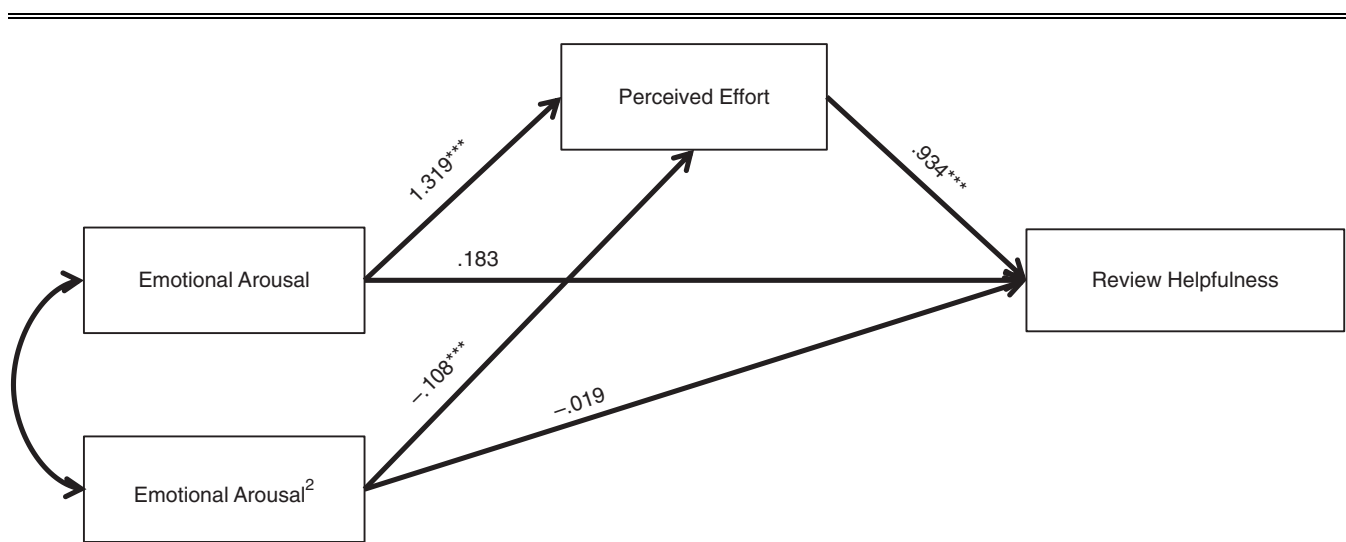 Perceived Effort
1.319***
.934***
Emotional Arousal
.183
Review Helpfulness
–.108***
–.019
Emotional Arousal²